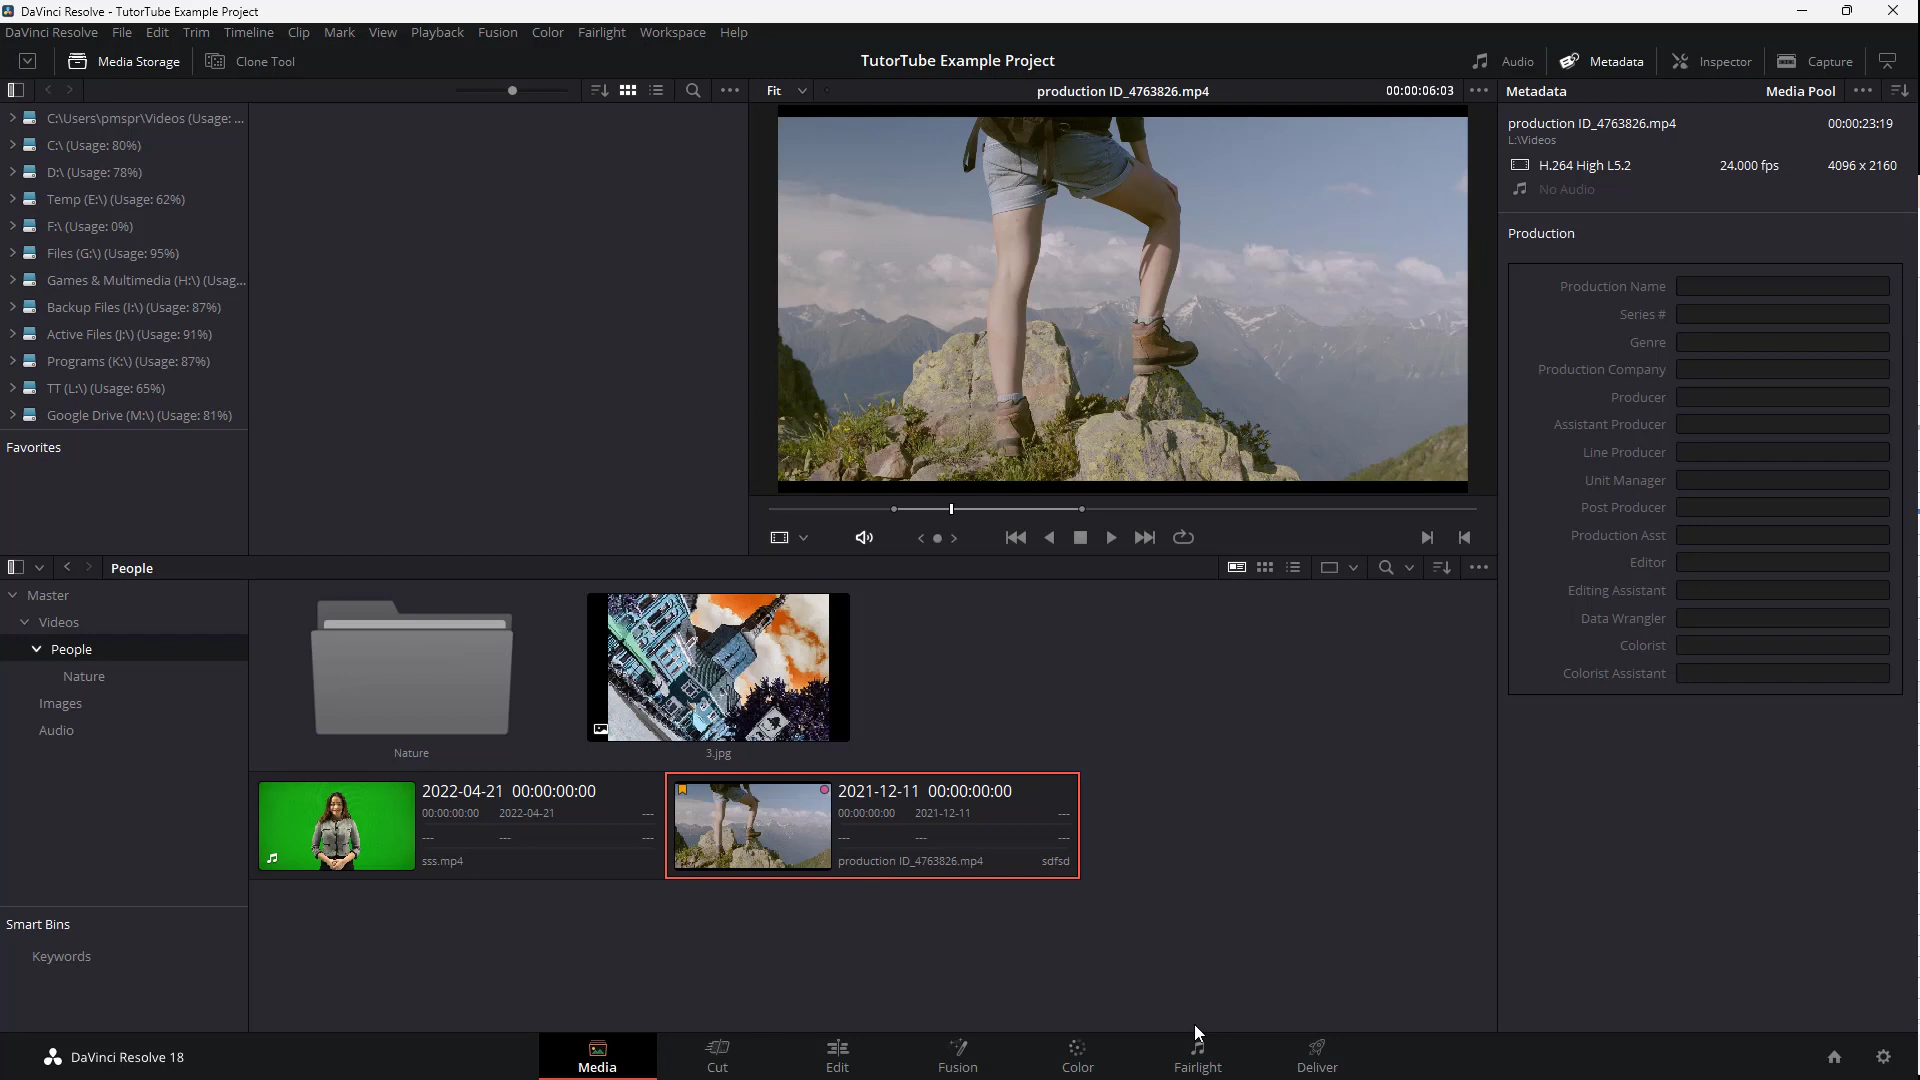 DaVinci Resolve - TutorTube Example Project
DaVinci Resolve File Edit Trim Timeline Clip Mark View Playback Fusion Color Fairlight Workspace Help
Media Storage Clone Tool TutorTube Example Project Audio Metadata Inspector Capture
Fit production ID_4763826.mp4 00:00:06:03 Metadata Media Pool
C:\Users\pmspr\Videos (Usage: ...
C:\ (Usage: 80%)
D:\ (Usage: 78%)
Temp (E:\) (Usage: 62%)
F:\ (Usage: 0%)
Files (G:\) (Usage: 95%)
Games & Multimedia (H:\) (Usag...
Backup Files (I:\) (Usage: 87%)
Active Files (J:\) (Usage: 91%)
Programs (K:\) (Usage: 87%)
TT (L:\) (Usage: 65%)
Google Drive (M:\) (Usage: 81%)
Favorites
production ID_4763826.mp4 00:00:23:19
L:\Videos
H.264 High L5.2 24.000 fps 4096 x 2160
No Audio
Production
Production Name
Series #
Genre
Production Company
Producer
Assistant Producer
Line Producer
Unit Manager
Post Producer
Production Asst
Editor
Editing Assistant
Data Wrangler
Colorist
Colorist Assistant
People
Master
Videos
People
Nature
Images
Audio
Smart Bins
Keywords
Nature
3.jpg
2022-04-21 00:00:00:00
00:00:00:00 2022-04-21 ---
--- --- ---
sss.mp4
2021-12-11 00:00:00:00
00:00:00:00 2021-12-11 ---
--- --- ---
production ID_4763826.mp4 sdfsd
DaVinci Resolve 18
Media Cut Edit Fusion Color Fairlight Deliver